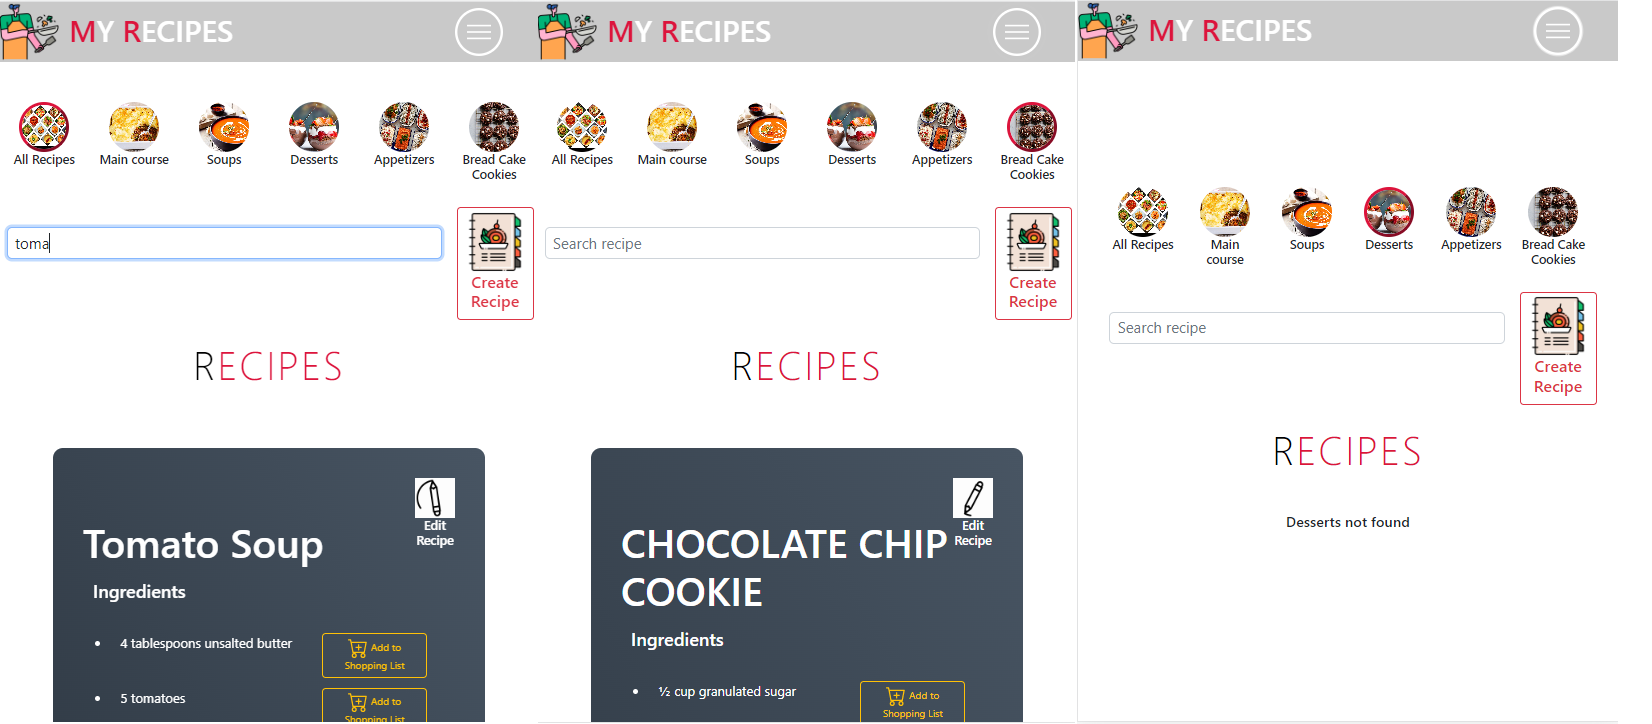 MY RECIPES
All Recipes
Main course
Soups
Desserts
Appetizers
Bread Cake
Cookies
toma
Create
Recipe
RECIPES
Edit
Recipe
Tomato Soup
Ingredients
4 tablespoons unsalted butter
Add to
Shopping List
5 tomatoes
Add to
Shopping List
MY RECIPES
All Recipes
Main course
Soups
Desserts
Appetizers
Bread Cake
Cookies
Search recipe
Create
Recipe
RECIPES
Edit
Recipe
CHOCOLATE CHIP
COOKIE
Ingredients
½ cup granulated sugar
Add to
Shopping List
MY RECIPES
All Recipes
Main
course
Soups
Desserts
Appetizers
Bread Cake
Cookies
Search recipe
Create
Recipe
RECIPES
Desserts not found